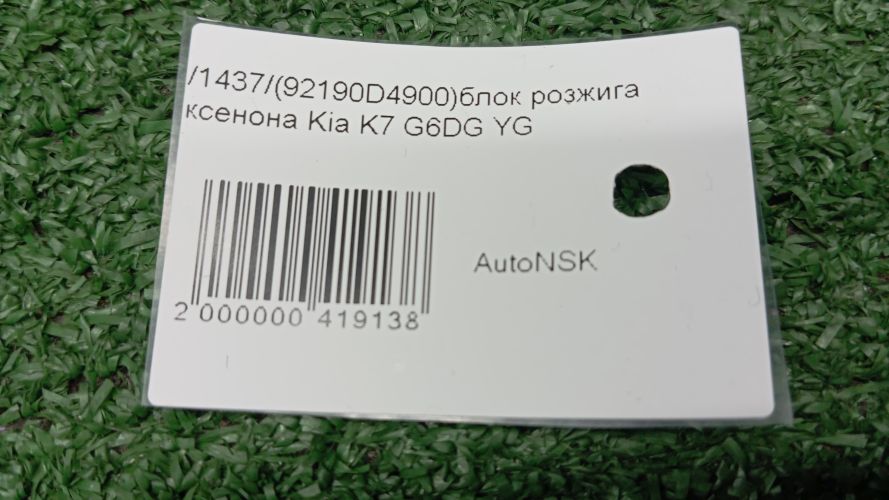 /1437/(92190D4900)блок розжига
ксенона Kia K7 G6DG YG
AutoNSK
2 000000 419138